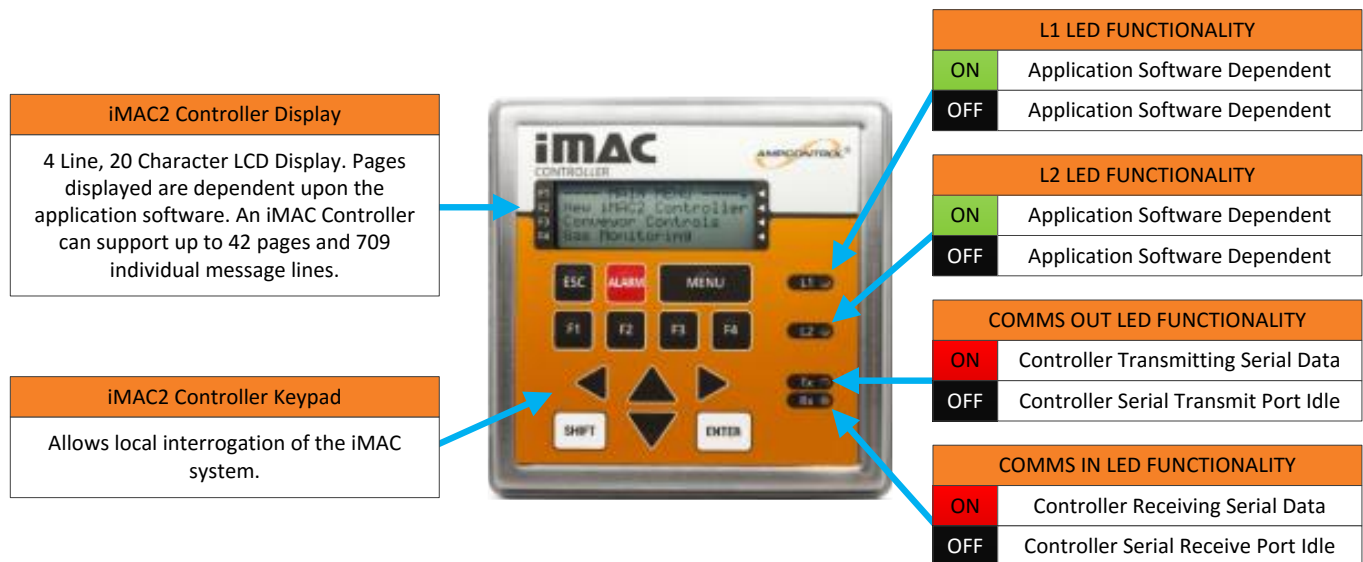 iMAC2 Controller Display
4 Line, 20 Character LCD Display. Pages
displayed are dependent upon the
application software. An iMAC Controller
can support up to 42 pages and 709
individual message lines.
iMAC2 Controller Keypad
Allows local interrogation of the iMAC
system.
iMAC
CONTROLLER
AMPCONTROL
---- MAIN MENU ----
New iMAC2 Controller
Conveyor Controls
Gas Monitoring
ESC
ALARM
MENU
F1
F2
F3
F4
SHIFT
ENTER
L1
L2
Tx
Rx
L1 LED FUNCTIONALITY
ON Application Software Dependent
OFF Application Software Dependent
L2 LED FUNCTIONALITY
ON Application Software Dependent
OFF Application Software Dependent
COMMS OUT LED FUNCTIONALITY
ON Controller Transmitting Serial Data
OFF Controller Serial Transmit Port Idle
COMMS IN LED FUNCTIONALITY
ON Controller Receiving Serial Data
OFF Controller Serial Receive Port Idle